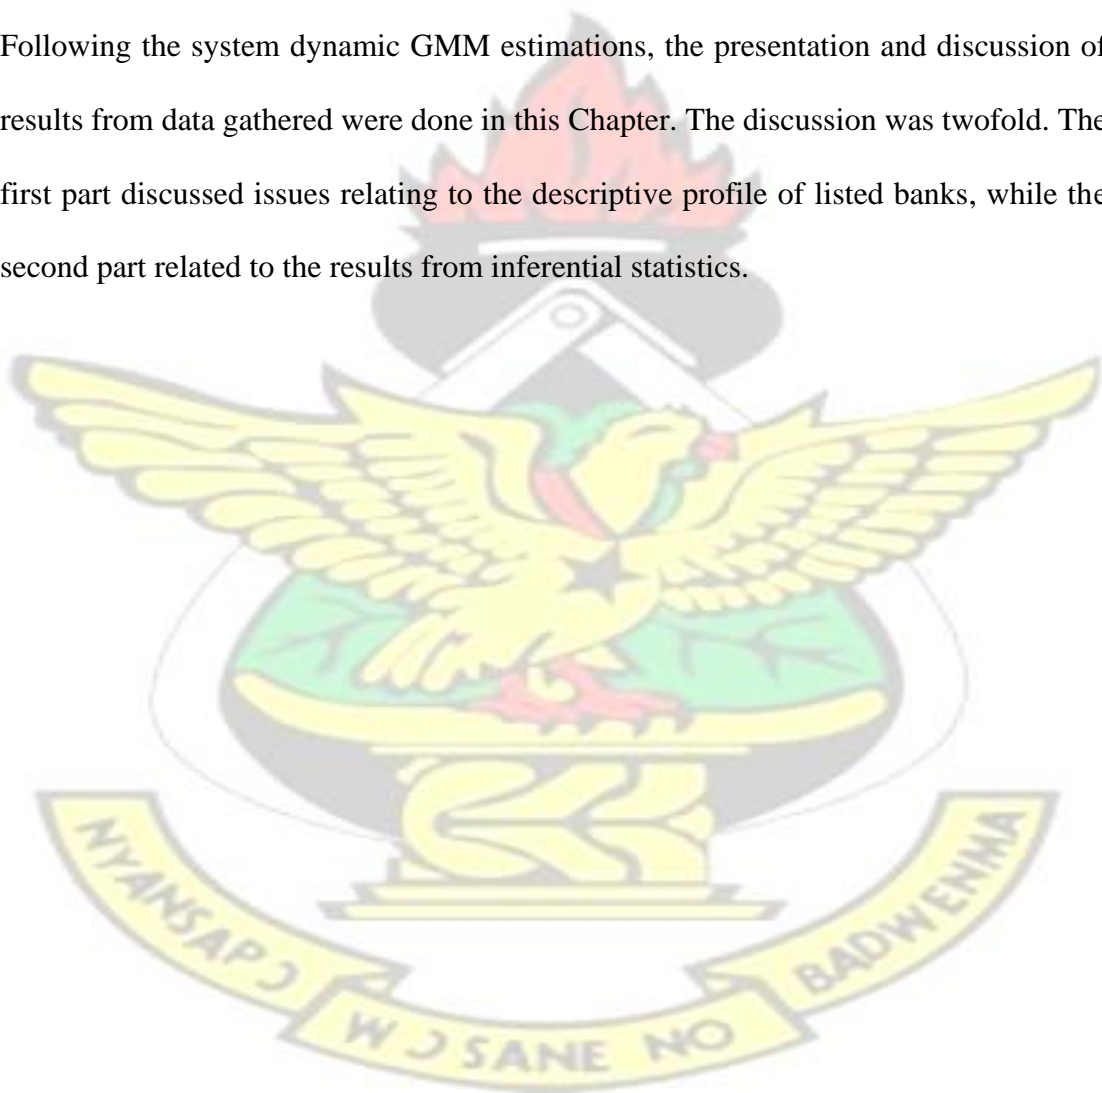 Following the system dynamic GMM estimations, the presentation and discussion of
results from data gathered were done in this Chapter. The discussion was twofold. The
first part discussed issues relating to the descriptive profile of listed banks, while the
second part related to the results from inferential statistics.
NYANSAPƆ
WƆSANE NO
BADWENMA